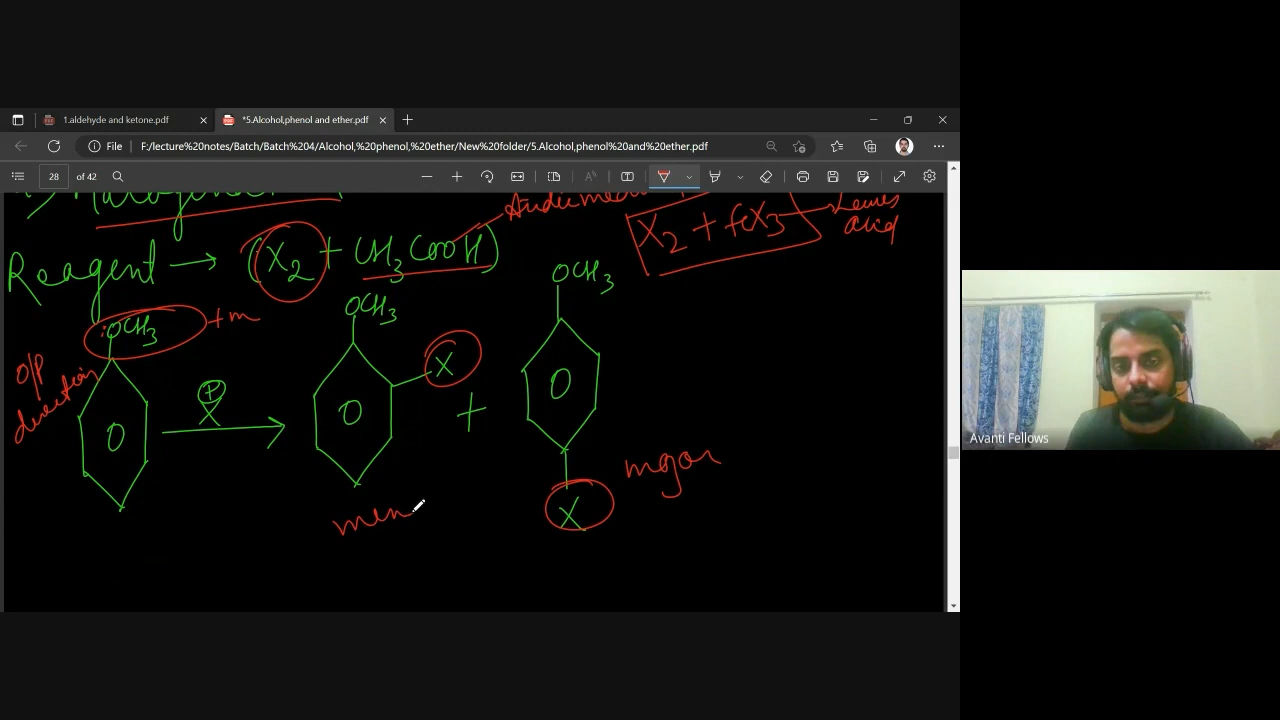 1.aldehyde and ketone.pdf
*5.Alcohol,phenol and ether.pdf
File
F:/lecture%20notes/Batch/Batch%204/Alcohol,%20phenol,%20ether/New%20folder/5.Alcohol,phenol%20and%20ether.pdf
28 of 42
X2 + FeX3 Lewis
acid
Reagent → (X2 + CH3COOH)
OCH3
OCH3
OCH3 +m
O/P
direction
X
⊕
X
+
major
X
Avanti Fellows